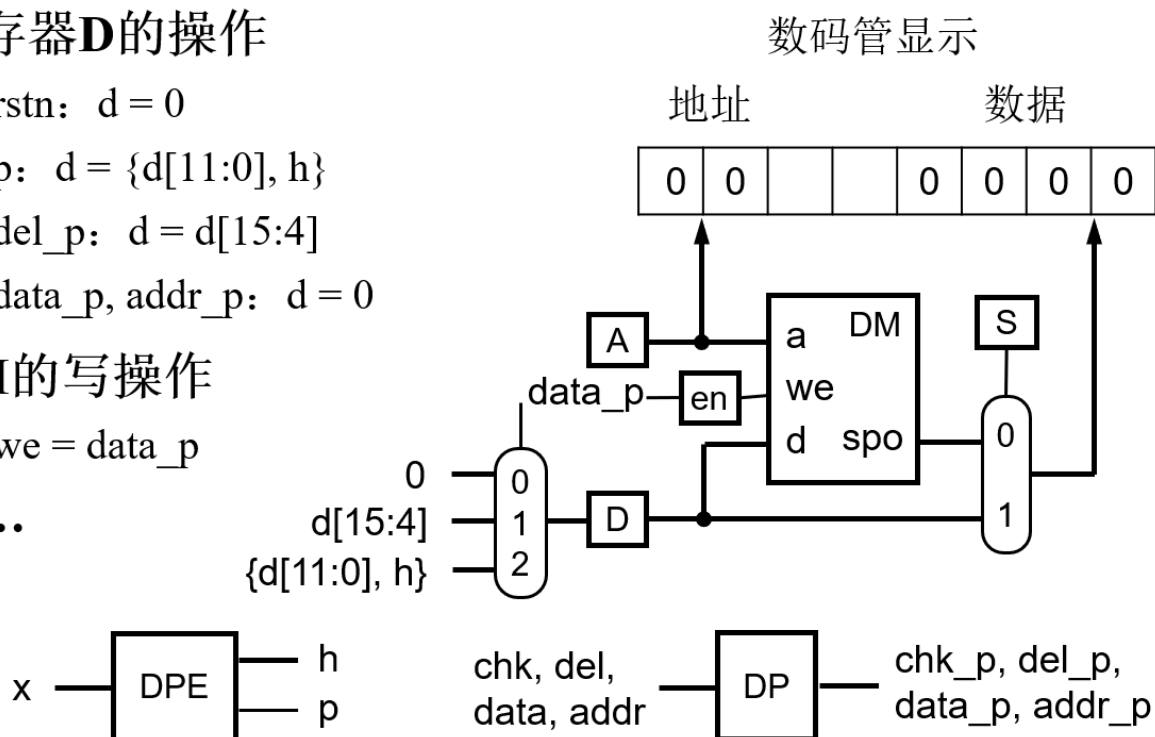 存器D的操作
rstn：d = 0
p：d = {d[11:0], h}
del_p：d = d[15:4]
data_p, addr_p：d = 0
的写操作
we = data_p
数码管显示
地址 数据
0 0 0 0 0 0
A
a DM
S
data_p en we
d spo
0
1
0
d[15:4]
{d[11:0], h}
0
1
2
D
x DPE h
p
chk, del,
data, addr
DP
chk_p, del_p,
data_p, addr_p